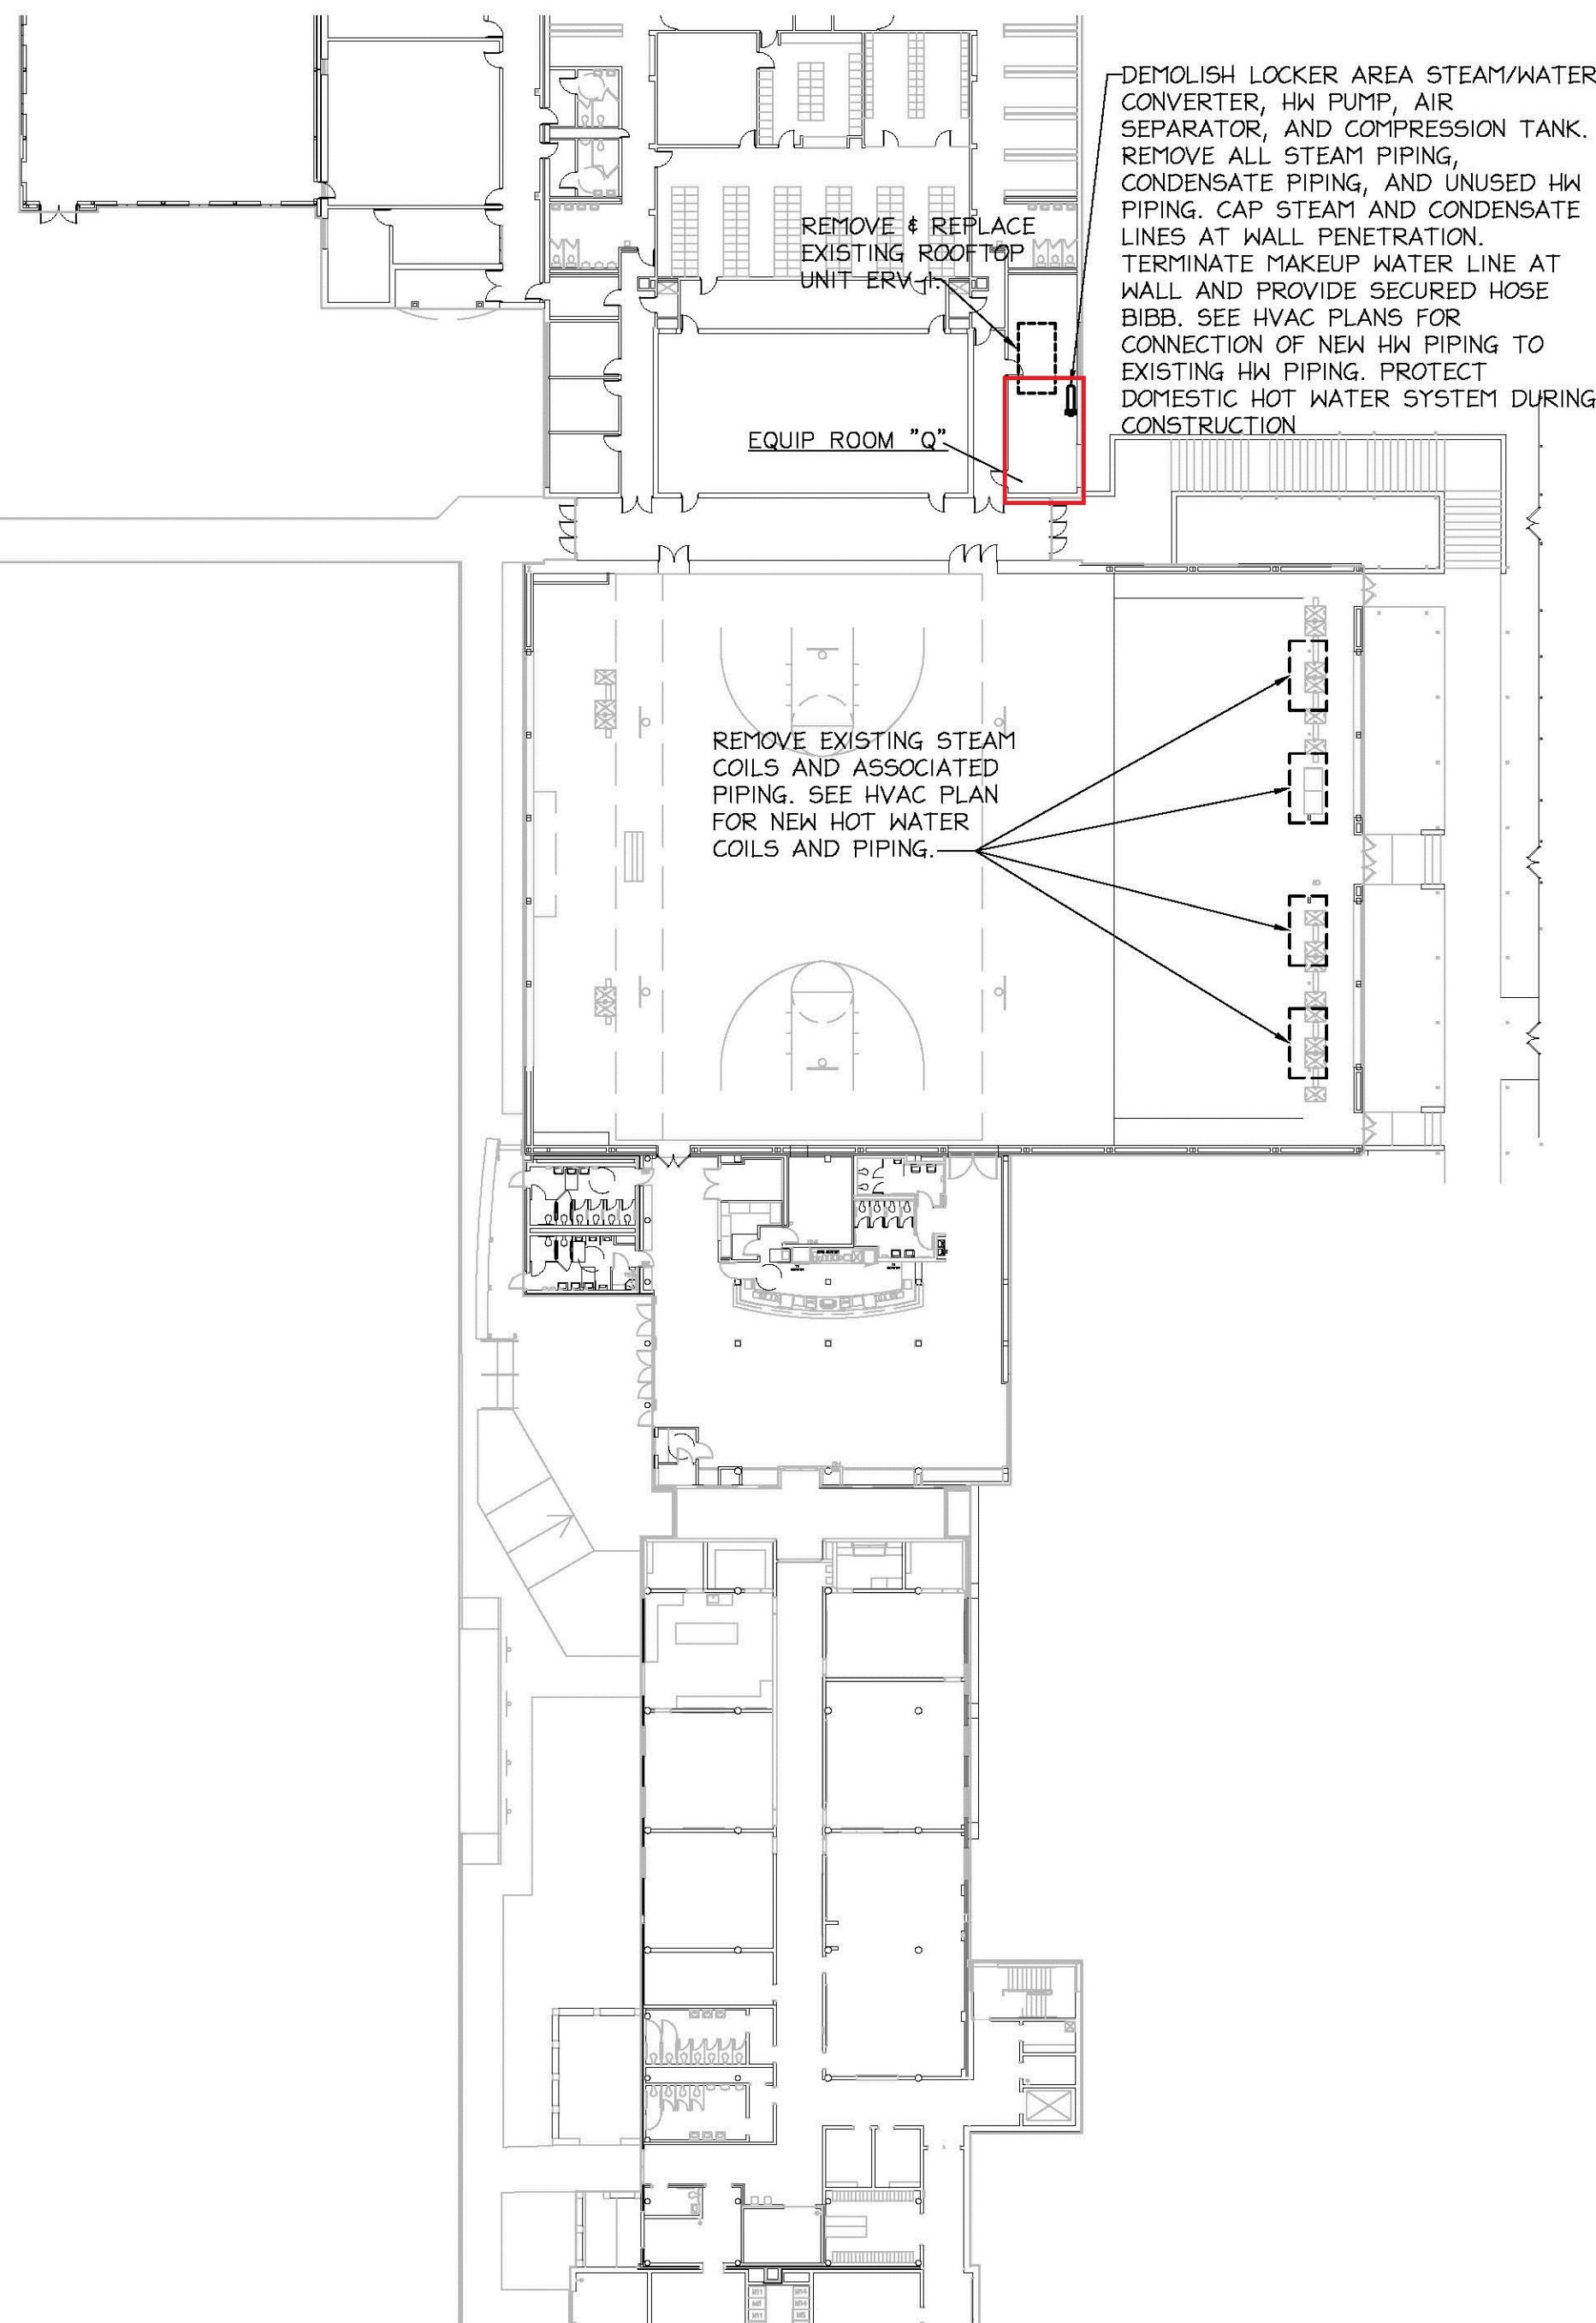 DEMOLISH LOCKER AREA STEAM/WATER
CONVERTER, HW PUMP, AIR
SEPARATOR, AND COMPRESSION TANK.
REMOVE ALL STEAM PIPING,
CONDENSATE PIPING, AND UNUSED HW
PIPING. CAP STEAM AND CONDENSATE
LINES AT WALL PENETRATION.
TERMINATE MAKEUP WATER LINE AT
WALL AND PROVIDE SECURED HOSE
BIBB. SEE HVAC PLANS FOR
CONNECTION OF NEW HW PIPING TO
EXISTING HW PIPING. PROTECT
DOMESTIC HOT WATER SYSTEM DURING
CONSTRUCTION
REMOVE & REPLACE
EXISTING ROOFTOP
UNIT ERV-1.
EQUIP ROOM "Q"
REMOVE EXISTING STEAM
COILS AND ASSOCIATED
PIPING. SEE HVAC PLAN
FOR NEW HOT WATER
COILS AND PIPING.